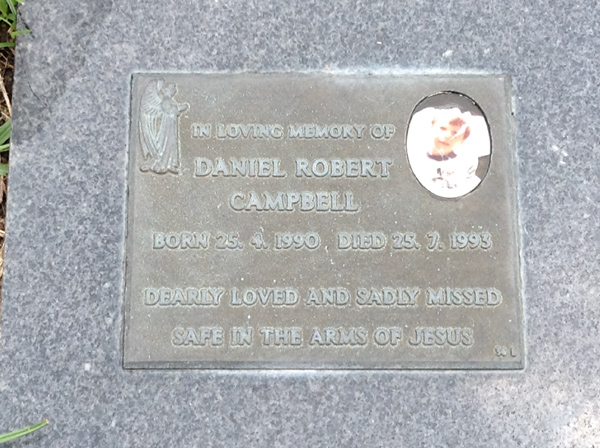 IN LOVING MEMORY OF
DANIEL ROBERT
CAMPBELL
BORN 25. 4. 1990 DIED 25. 7. 1993
DEARLY LOVED AND SADLY MISSED
SAFE IN THE ARMS OF JESUS